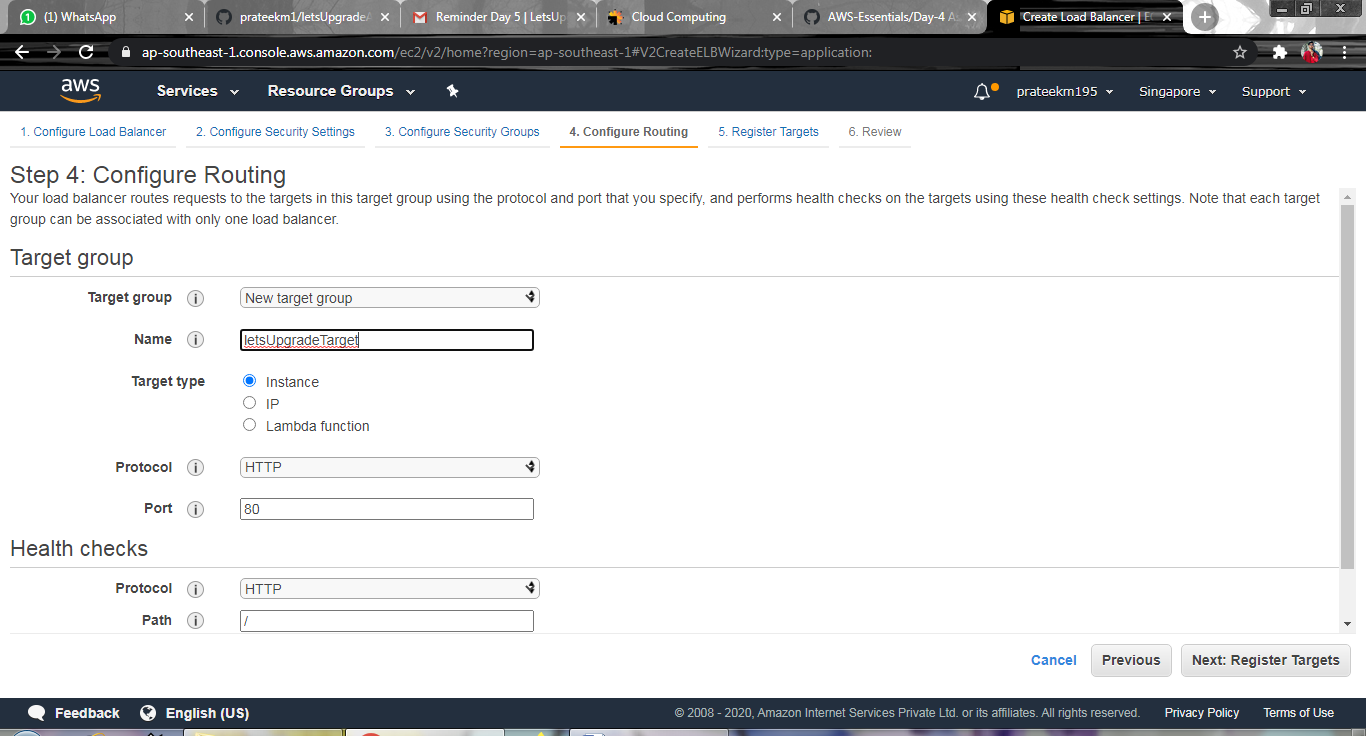 (1) WhatsApp
prateekm1/letsUpgradeA
Reminder Day 5 | LetsUp
Cloud Computing
AWS-Essentials/Day-4 As
Create Load Balancer | EC
ap-southeast-1.console.aws.amazon.com/ec2/v2/home?region=ap-southeast-1#V2CreateELBWizard:type=application:
aws
Services
Resource Groups
prateekm195
Singapore
Support
1. Configure Load Balancer
2. Configure Security Settings
3. Configure Security Groups
4. Configure Routing
5. Register Targets
6. Review
Step 4: Configure Routing
Your load balancer routes requests to the targets in this target group using the protocol and port that you specify, and performs health checks on the targets using these health check settings. Note that each target
group can be associated with only one load balancer.
Target group
Target group i New target group
Name i letsUpgradeTarget
Target type Instance
IP
Lambda function
Protocol i HTTP
Port i 80
Health checks
Protocol i HTTP
Path i /
Cancel Previous Next: Register Targets
Feedback English (US) © 2008 - 2020, Amazon Internet Services Private Ltd. or its affiliates. All rights reserved. Privacy Policy Terms of Use